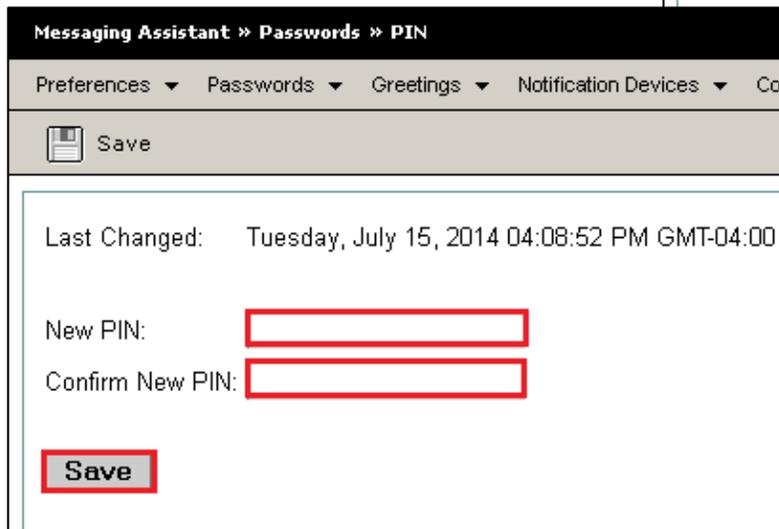 Messaging Assistant » Passwords » PIN
Preferences Passwords Greetings Notification Devices
Save
Last Changed: Tuesday, July 15, 2014 04:08:52 PM GMT-04:00
New PIN:
Confirm New PIN:
Save